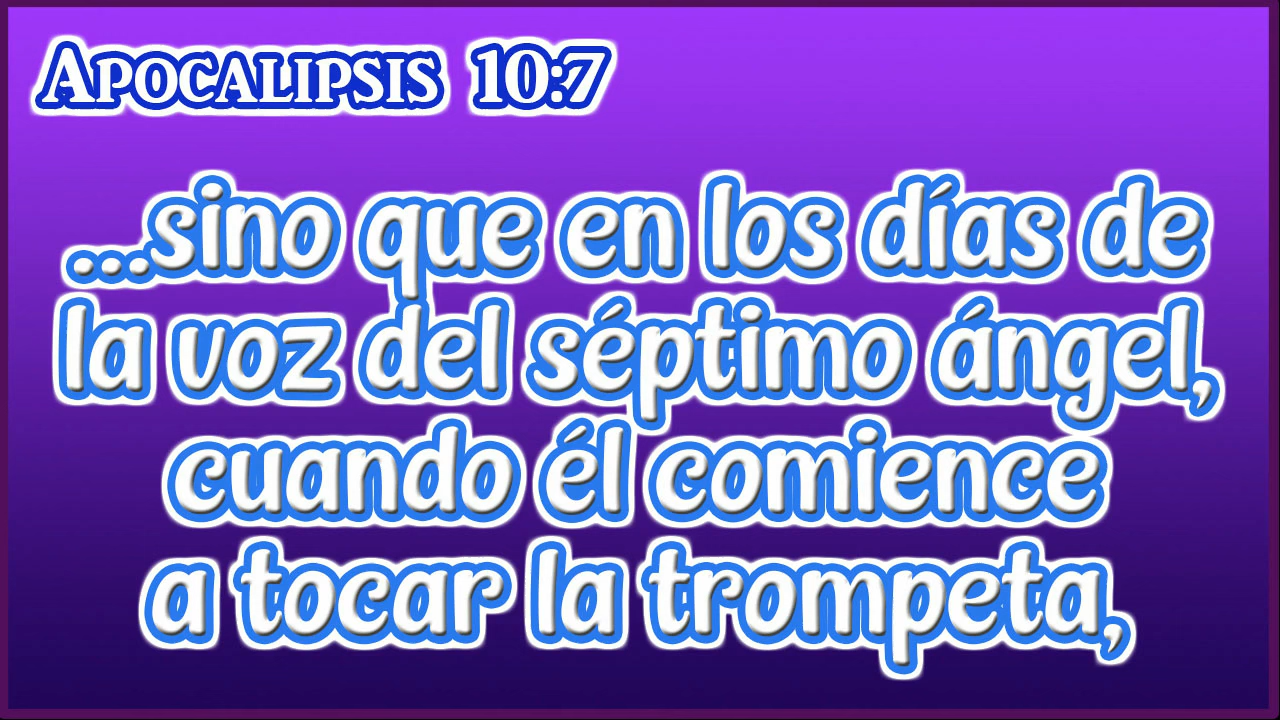 Apocalipsis 10:7
...sino que en los días de
la voz del séptimo ángel,
cuando él comience
a tocar la trompeta,